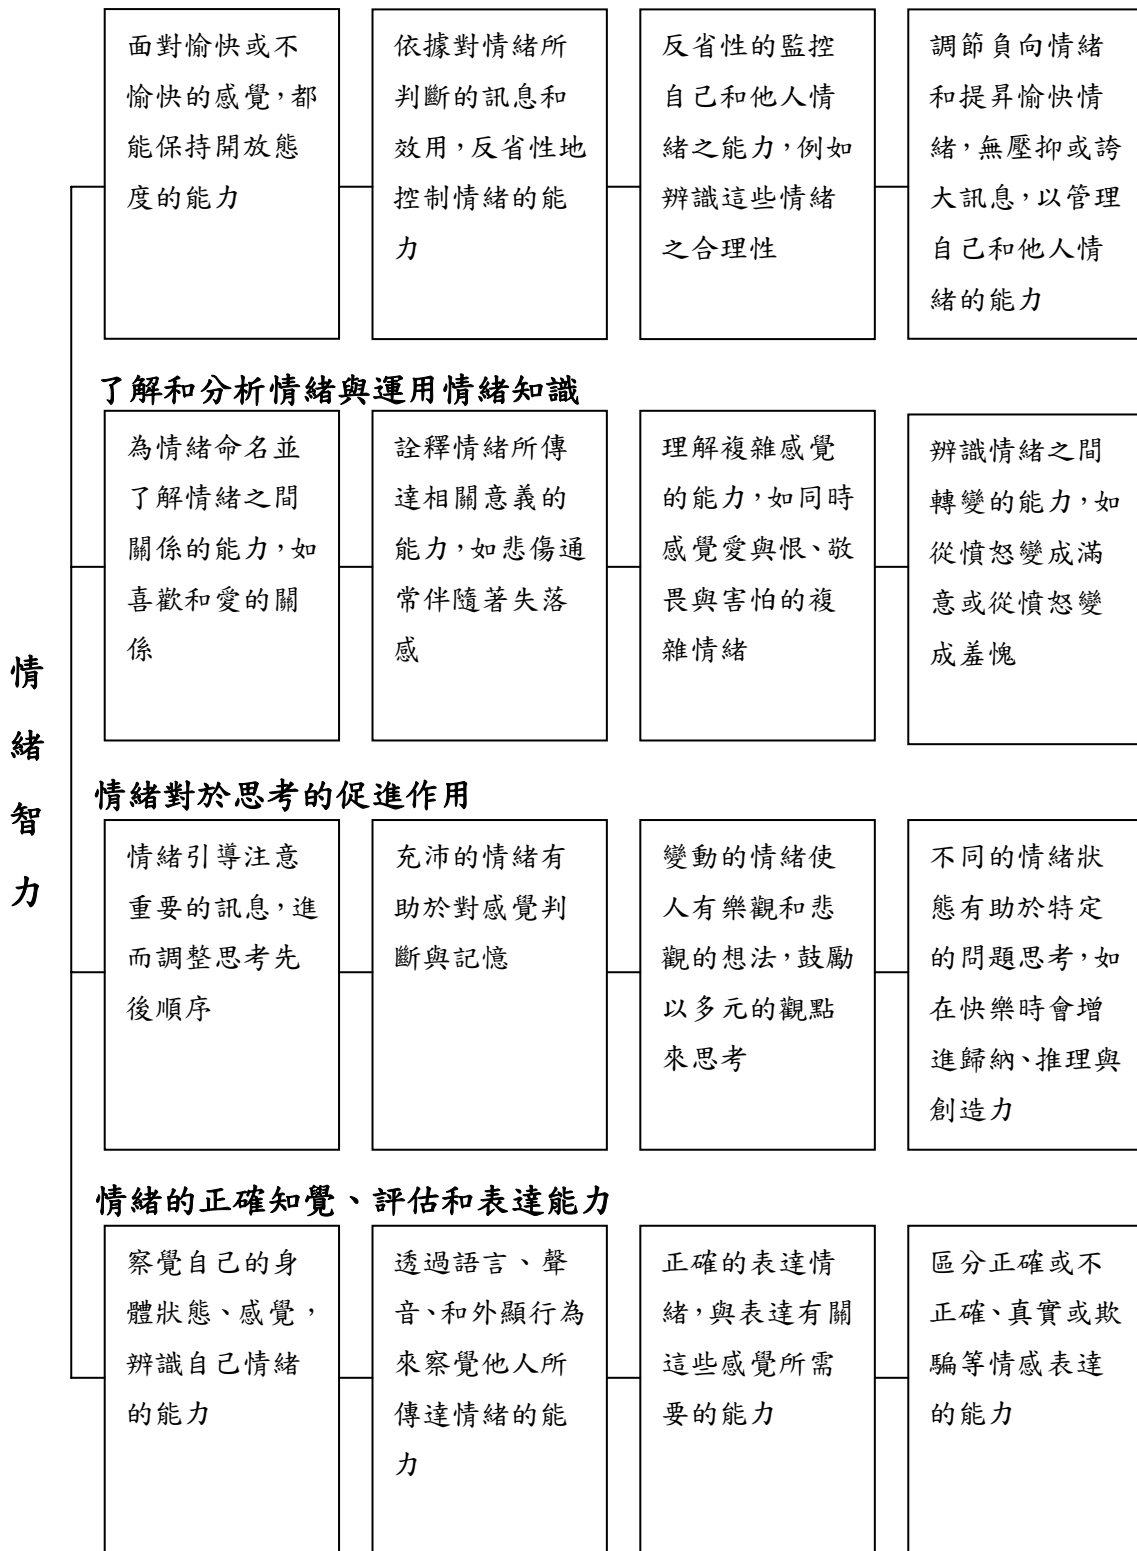 面對愉快或不
愉快的感覺，都
能保持開放態
度的能力
依據對情緒所
判斷的訊息和
效用，反省性地
控制情緒的能
力
反省性的監控
自己和他人情
緒之能力，例如
辨識這些情緒
之合理性
調節負向情緒
和提昇愉快情
緒，無壓抑或誇
大訊息，以管理
自己和他人情
緒的能力
了解和分析情緒與運用情緒知識
為情緒命名並
了解情緒之間
關係的能力，如
喜歡和愛的關
係
詮釋情緒所傳
達相關意義的
能力，如悲傷通
常伴隨著失落
感
理解複雜感覺
的能力，如同時
感覺愛與恨、敬
畏與害怕的複
雜情緒
辨識情緒之間
轉變的能力，如
從憤怒變成滿
意或從憤怒變
成羞愧
情
緒
智
力
情緒對於思考的促進作用
情緒引導注意
重要的訊息，進
而調整思考先
後順序
充沛的情緒有
助於對感覺判
斷與記憶
變動的情緒使
人有樂觀和悲
觀的想法，鼓勵
以多元的觀點
來思考
不同的情緒狀
態有助於特定
的問題思考，如
在快樂時會增
進歸納、推理與
創造力
情緒的正確知覺、評估和表達能力
察覺自己的身
體狀態、感覺，
辨識自己情緒
的能力
透過語言、聲
音、和外顯行為
來察覺他人所
傳達情緒的能
力
正確的表達情
緒，與表達有關
這些感覺所需
要的能力
區分正確或不
正確、真實或欺
騙等情感表達
的能力